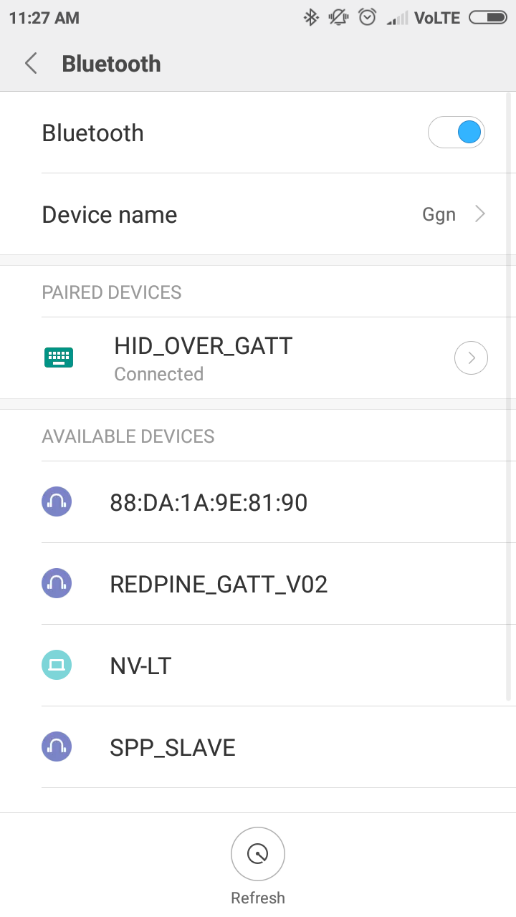 11:27 AM VoLTE
Bluetooth
Bluetooth
Device name Ggn
PAIRED DEVICES
HID_OVER_GATT
Connected
AVAILABLE DEVICES
88:DA:1A:9E:81:90
REDPINE_GATT_V02
NV-LT
SPP_SLAVE
Refresh